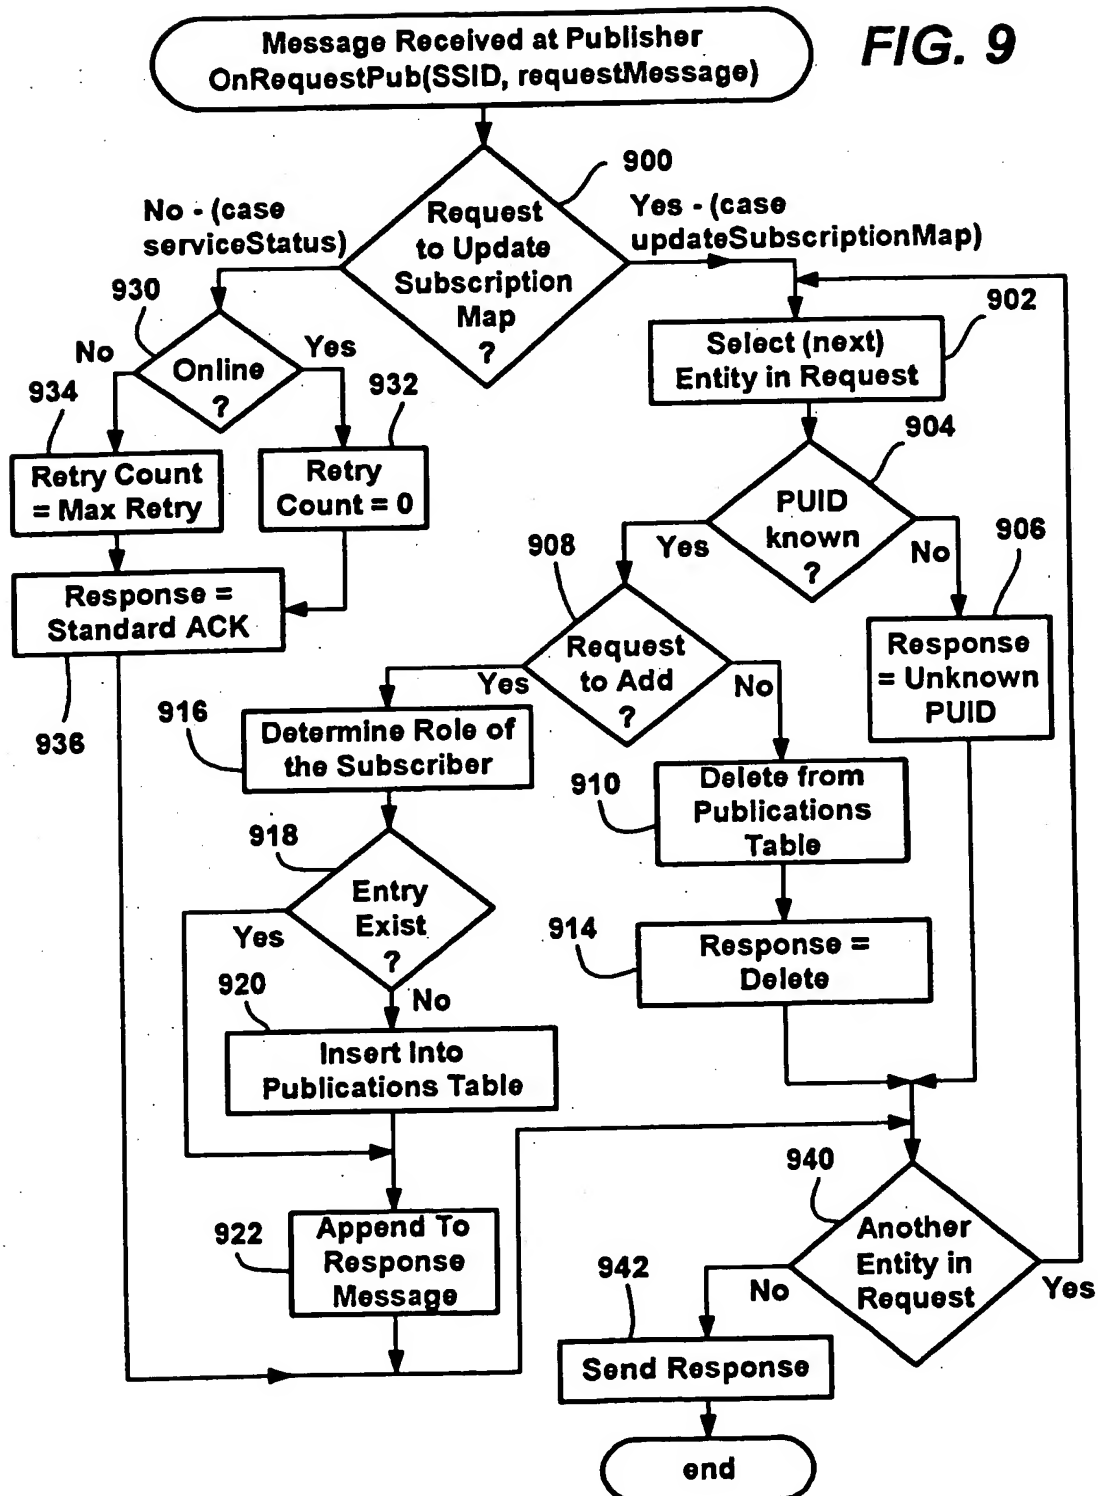 Message Received at Publisher
OnRequestPub(SSID, requestMessage)
FIG. 9
900
No - (case
serviceStatus)
Request
to Update
Subscription
Map
?
Yes - (case
updateSubscriptionMap)
930
Online
?
No
Yes
934
932
Retry Count
= Max Retry
Retry
Count = 0
Response =
Standard ACK
936
902
Select (next)
Entity in Request
904
PUID
known
?
Yes
No
906
Response
= Unknown
PUID
908
Request
to Add
?
Yes
No
916
Determine Role of
the Subscriber
910
Delete from
Publications
Table
918
Entry
Exist
?
Yes
No
914
Response =
Delete
920
Insert Into
Publications Table
922
Append To
Response
Message
940
Another
Entity in
Request
No
Yes
942
Send Response
end